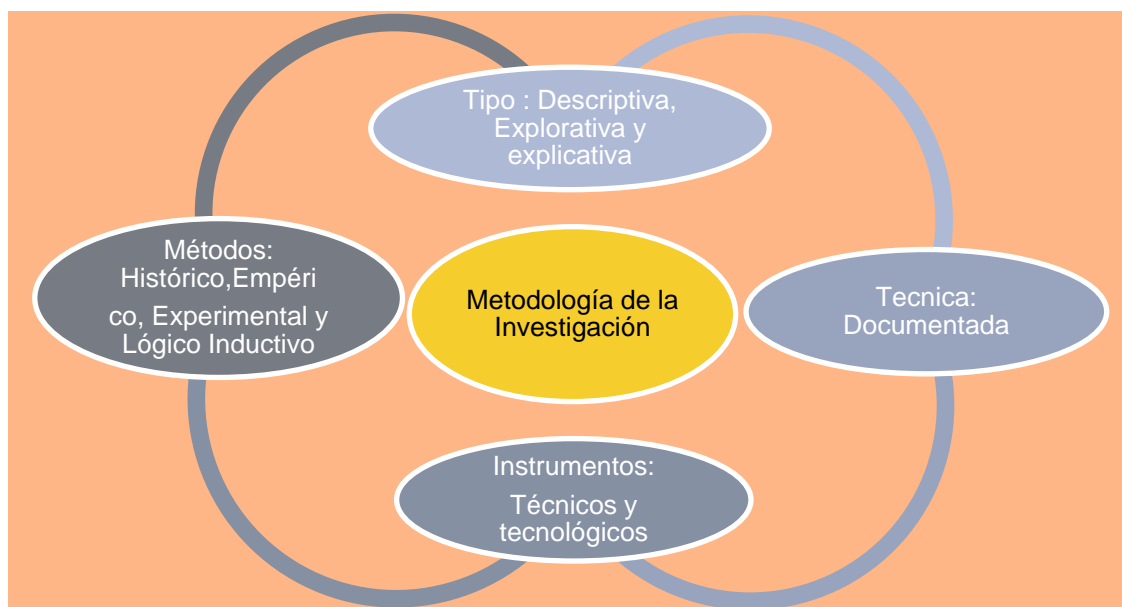 Tipo : Descriptiva,
Explorativa y
explicativa
Métodos:
Histórico,Empéri
co, Experimental y
Lógico Inductivo
Metodología de la
Investigación
Tecnica:
Documentada
Instrumentos:
Técnicos y
tecnológicos